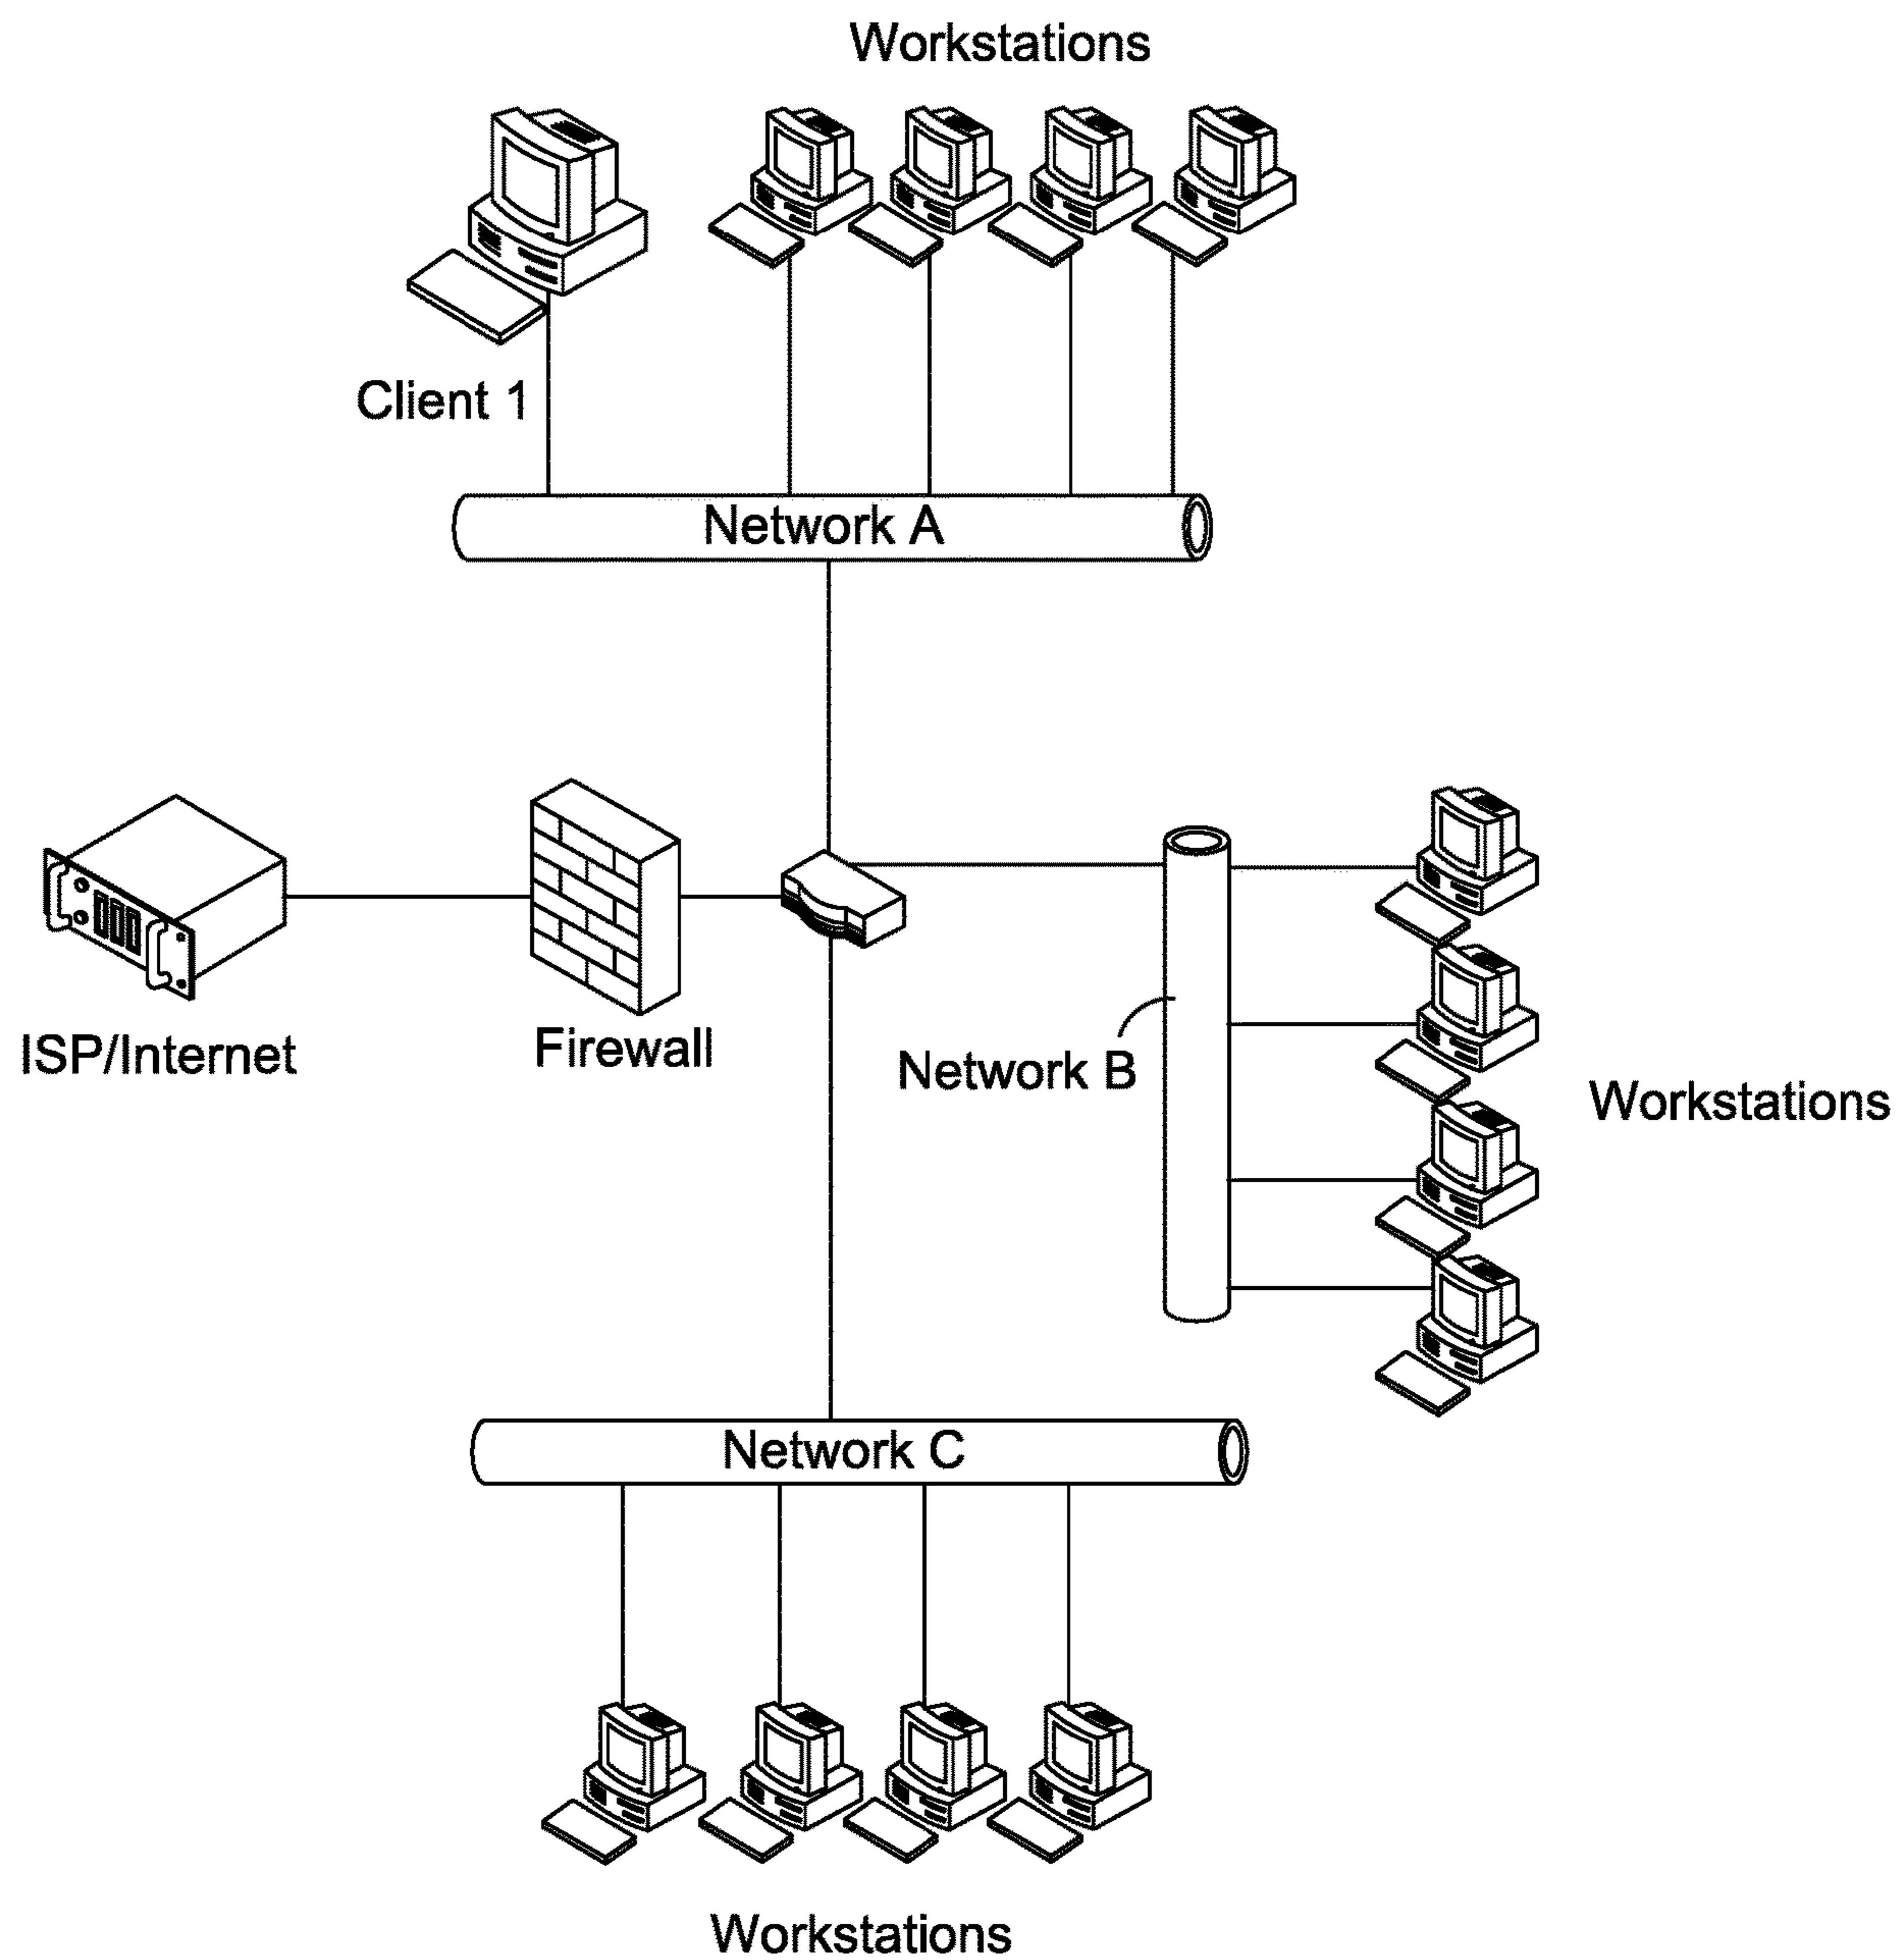 Workstations
Client 1
Network A
ISP/Internet
Firewall
Network B
Workstations
Network C
Workstations